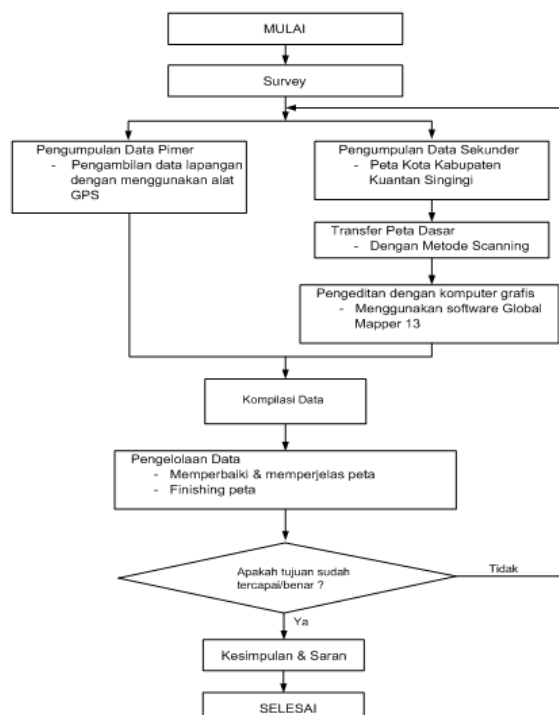 MULAI
Survey
Pengumpulan Data Pimer
- Pengambilan data lapangan
dengan menggunakan alat
GPS
Pengumpulan Data Sekunder
- Peta Kota Kabupaten
Kuantan Singingi
Transfer Peta Dasar
- Dengan Metode Scanning
Pengeditan dengan komputer grafis
- Menggunakan software Global
Mapper 13
Kompilasi Data
Pengelolaan Data
- Memperbaiki & memperjelas peta
- Finishing peta
Apakah tujuan sudah
tercapai/benar ?
Tidak
Ya
Kesimpulan & Saran
SELESAI